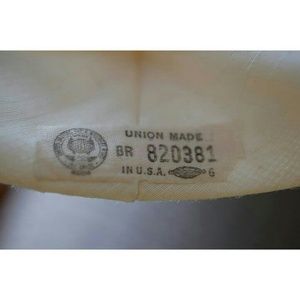 UNION MADE
BR 820381
IN U.S.A. G